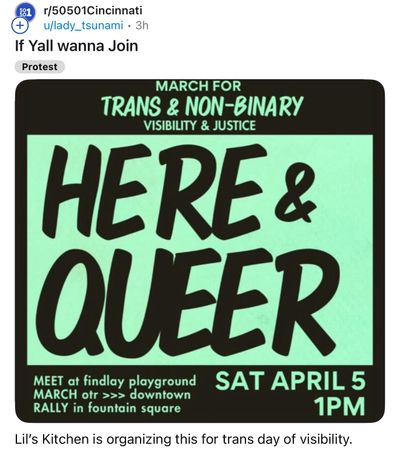 r/50501Cincinnati
u/lady_tsunami • 3h
If Yall wanna Join
Protest
MARCH FOR
TRANS & NON-BINARY
VISIBILITY & JUSTICE
HERE &
QUEER
MEET at findlay playground
MARCH otr >>> downtown
RALLY in fountain square
SAT APRIL 5
1PM
Lil's Kitchen is organizing this for trans day of visibility.